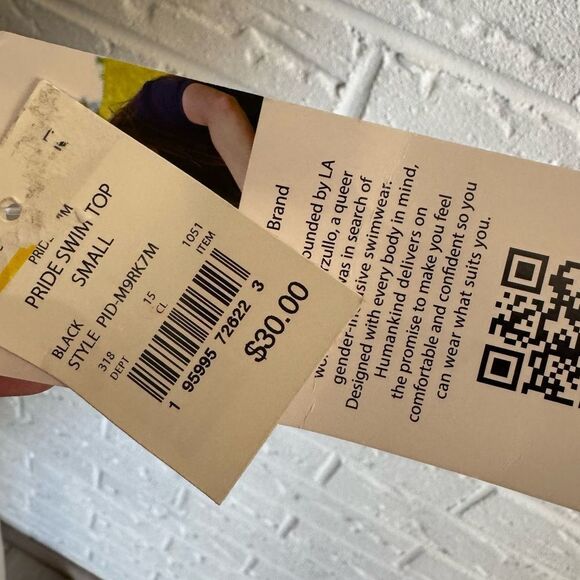 PRIDE SWIM TOP
SMALL
BLACK
STYLE PID-M9RK7M
318 15 1051
DEPT CL ITEM
1 95995 72622 3
$30.00
Brand
ounded by LA
rzullo, a queer
was in search of
gender-in sive swimwear.
Designed with every body in mind,
Humankind delivers on
the promise to make you feel
comfortable and confident so you
can wear what suits you.